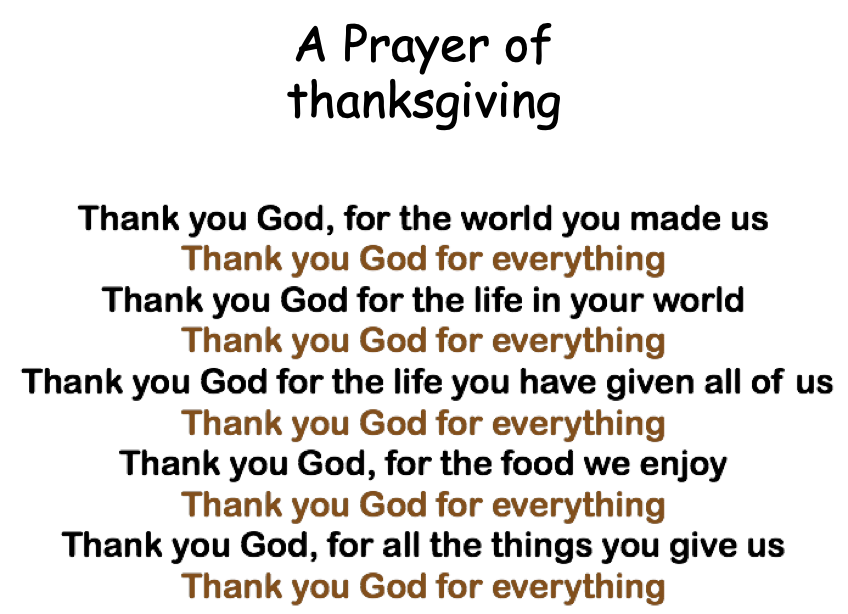 A Prayer of
thanksgiving
Thank you God, for the world you made us
Thank you God for everything
Thank you God for the life in your world
Thank you God for everything
Thank you God for the life you have given all of us
Thank you God for everything
Thank you God, for the food we enjoy
Thank you God for everything
Thank you God, for all the things you give us
Thank you God for everything